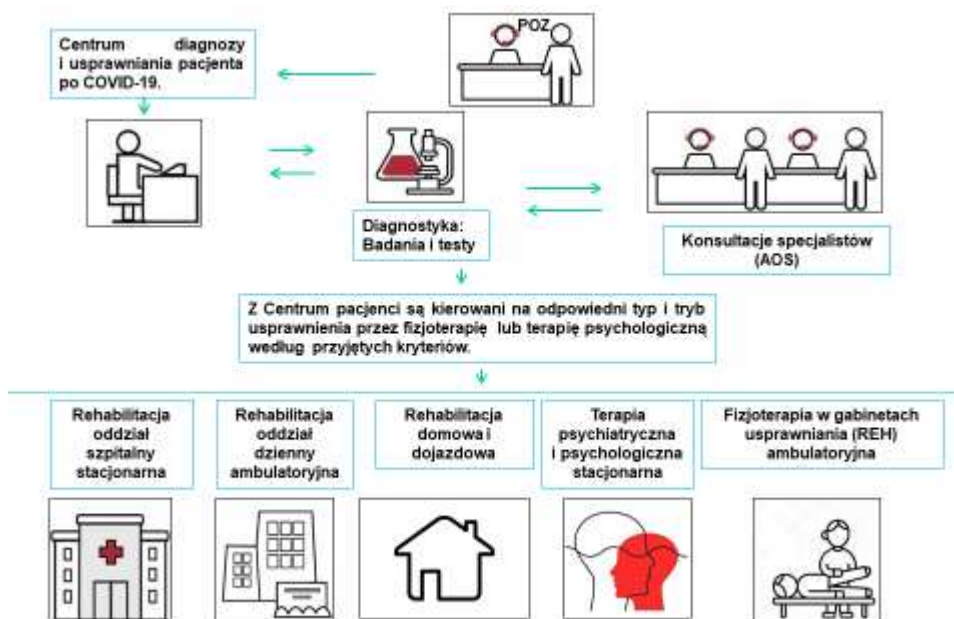 POZ
Centrum diagnozy
i usprawniania pacjenta
po COVID-19.
Diagnostyka:
Badania i testy
Konsultacje specjalistów
(AOS)
Z Centrum pacjenci są kierowani na odpowiedni typ i tryb
usprawnienia przez fizjoterapię lub terapię psychologiczną
według przyjętych kryteriów.
Rehabilitacja
oddział
szpitalny
stacjonarna
Rehabilitacja
oddział
dzienny
ambulatoryjna
Rehabilitacja
domowa i
dojazdowa
Terapia
psychiatryczna
i psychologiczna
stacjonarna
Fizjoterapia w gabinetach
usprawniania (REH)
ambulatoryjna